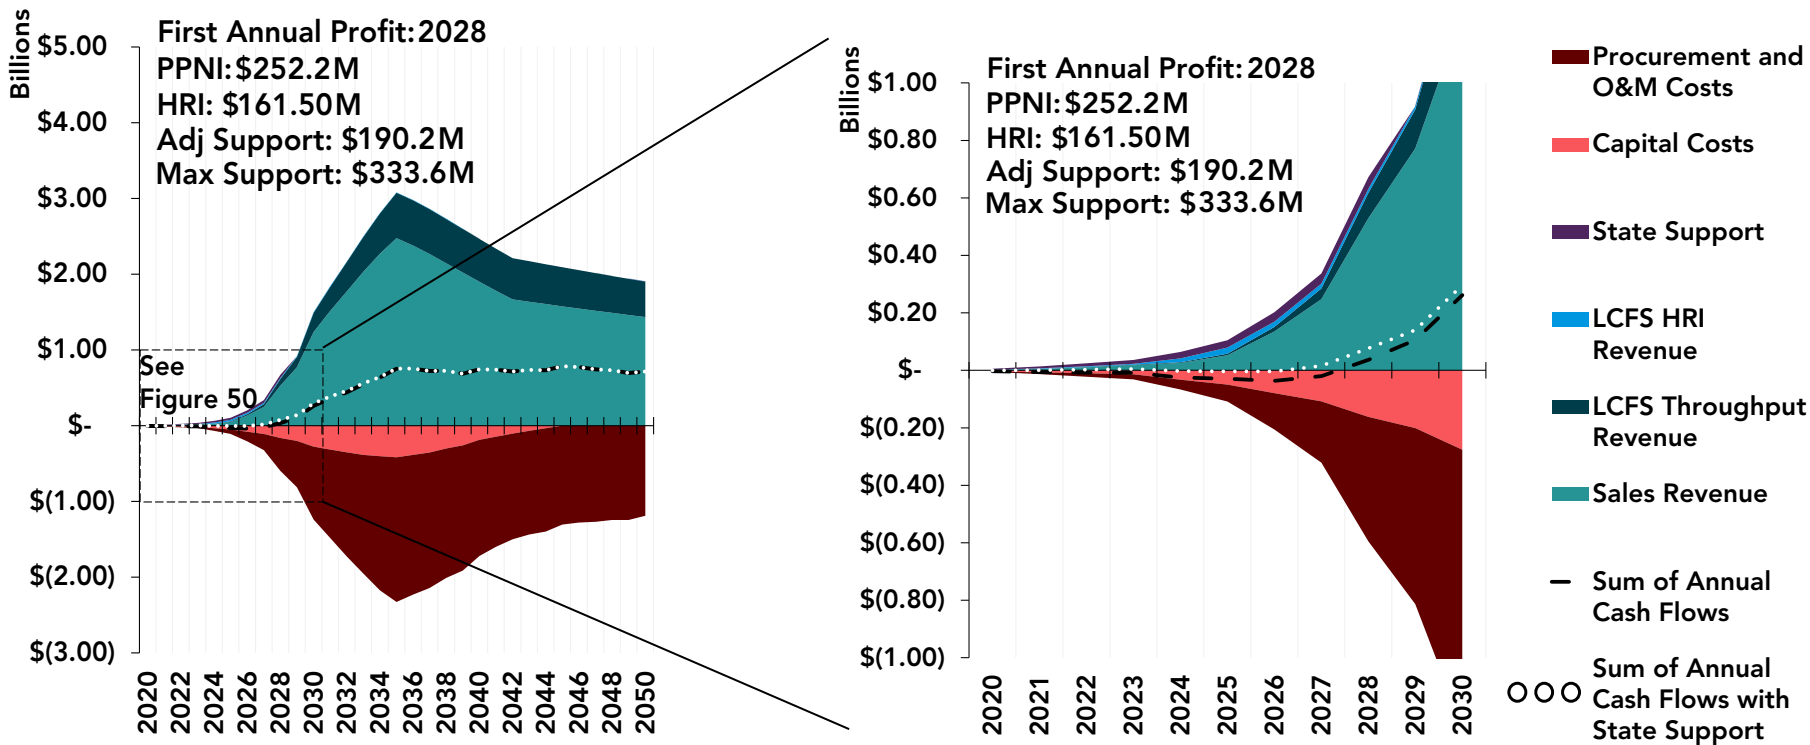 Billions
$5.00
$4.00
$3.00
$2.00
$1.00
$-
$(1.00)
$(2.00)
$(3.00)
First Annual Profit: 2028
PPNI: $252.2M
HRI: $161.50M
Adj Support: $190.2M
Max Support: $333.6M
See
Figure 50
2020
2022
2024
2026
2028
2030
2032
2034
2036
2038
2040
2042
2044
2046
2048
2050
Billions
$1.00
$0.80
$0.60
$0.40
$0.20
$-
$(0.20)
$(0.40)
$(0.60)
$(0.80)
$(1.00)
First Annual Profit: 2028
PPNI: $252.2M
HRI: $161.50M
Adj Support: $190.2M
Max Support: $333.6M
2020
2021
2022
2023
2024
2025
2026
2027
2028
2029
2030
Procurement and
O&M Costs
Capital Costs
State Support
LCFS HRI
Revenue
LCFS Throughput
Revenue
Sales Revenue
Sum of Annual
Cash Flows
Sum of Annual
Cash Flows with
State Support